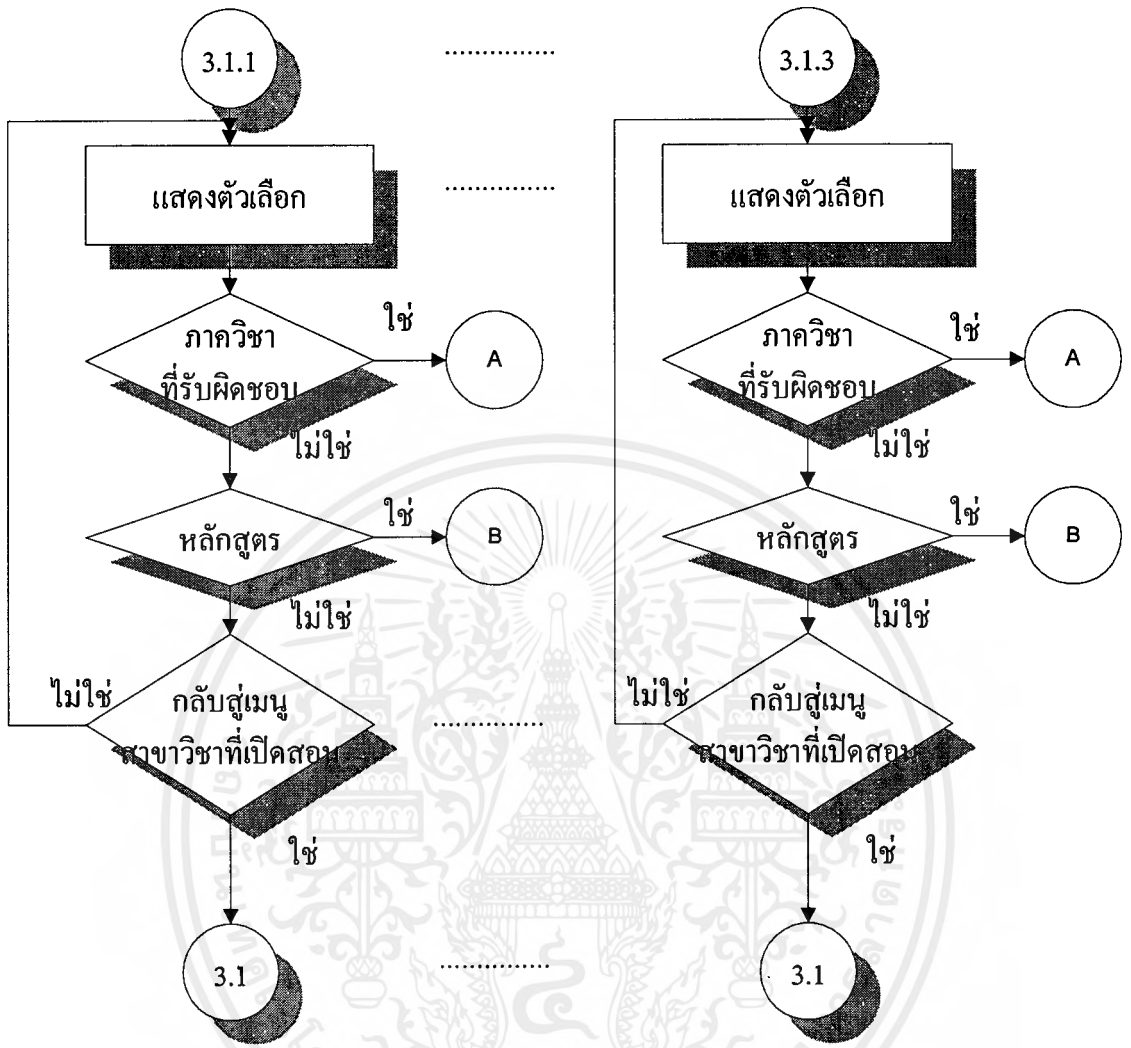 3.1.1 .................. 3.1.3
แสดงตัวเลือก .................. แสดงตัวเลือก
ใช่ ใช่
ภาควิชา A ภาควิชา A
ที่รับผิดชอบ ที่รับผิดชอบ
ไม่ใช่ ไม่ใช่
ใช่ ใช่
หลักสูตร B หลักสูตร B
ไม่ใช่ ไม่ใช่
ไม่ใช่ กลับสู่เมนู ไม่ใช่ กลับสู่เมนู
สาขาวิชาที่เปิดสอน .................. สาขาวิชาที่เปิดสอน
ใช่ ใช่
3.1 .................. 3.1